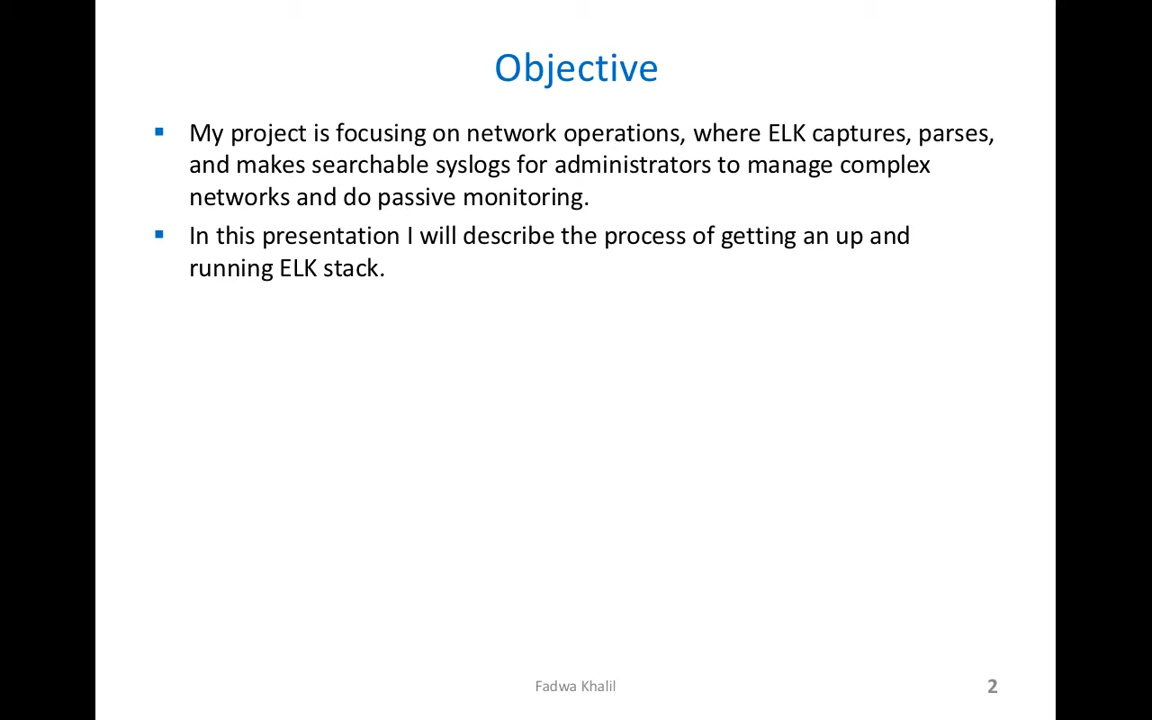 Objective
▪ My project is focusing on network operations, where ELK captures, parses,
and makes searchable syslogs for administrators to manage complex
networks and do passive monitoring.
▪ In this presentation I will describe the process of getting an up and
running ELK stack.
Fadwa Khalil
2